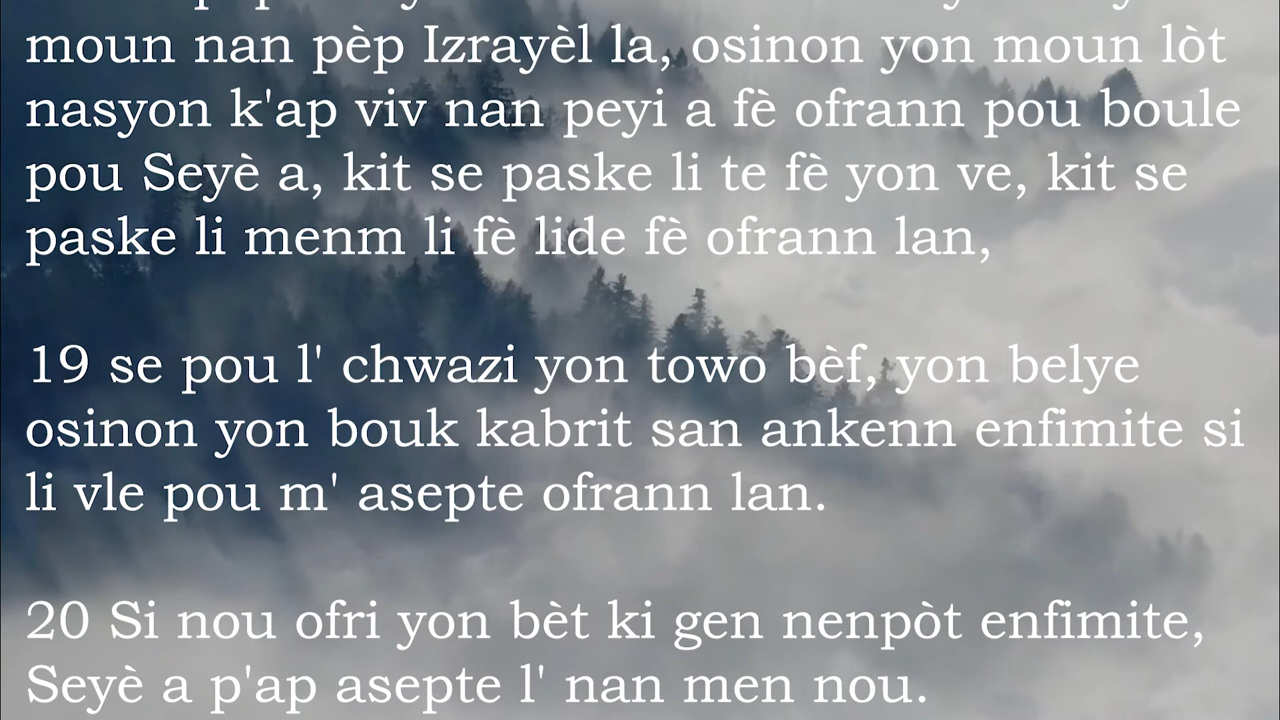 moun nan pèp Izrayèl la, osinon yon moun lòt
nasyon k'ap viv nan peyi a fè ofrann pou boule
pou Seyè a, kit se paske li te fè yon ve, kit se
paske li menm li fè lide fè ofrann lan,
19 se pou l' chwazi yon towo bèf, yon belye
osinon yon bouk kabrit san ankenn enfimite si
li vle pou m' asepte ofrann lan.
20 Si nou ofri yon bèt ki gen nenpòt enfimite,
Seyè a p'ap asepte l' nan men nou.